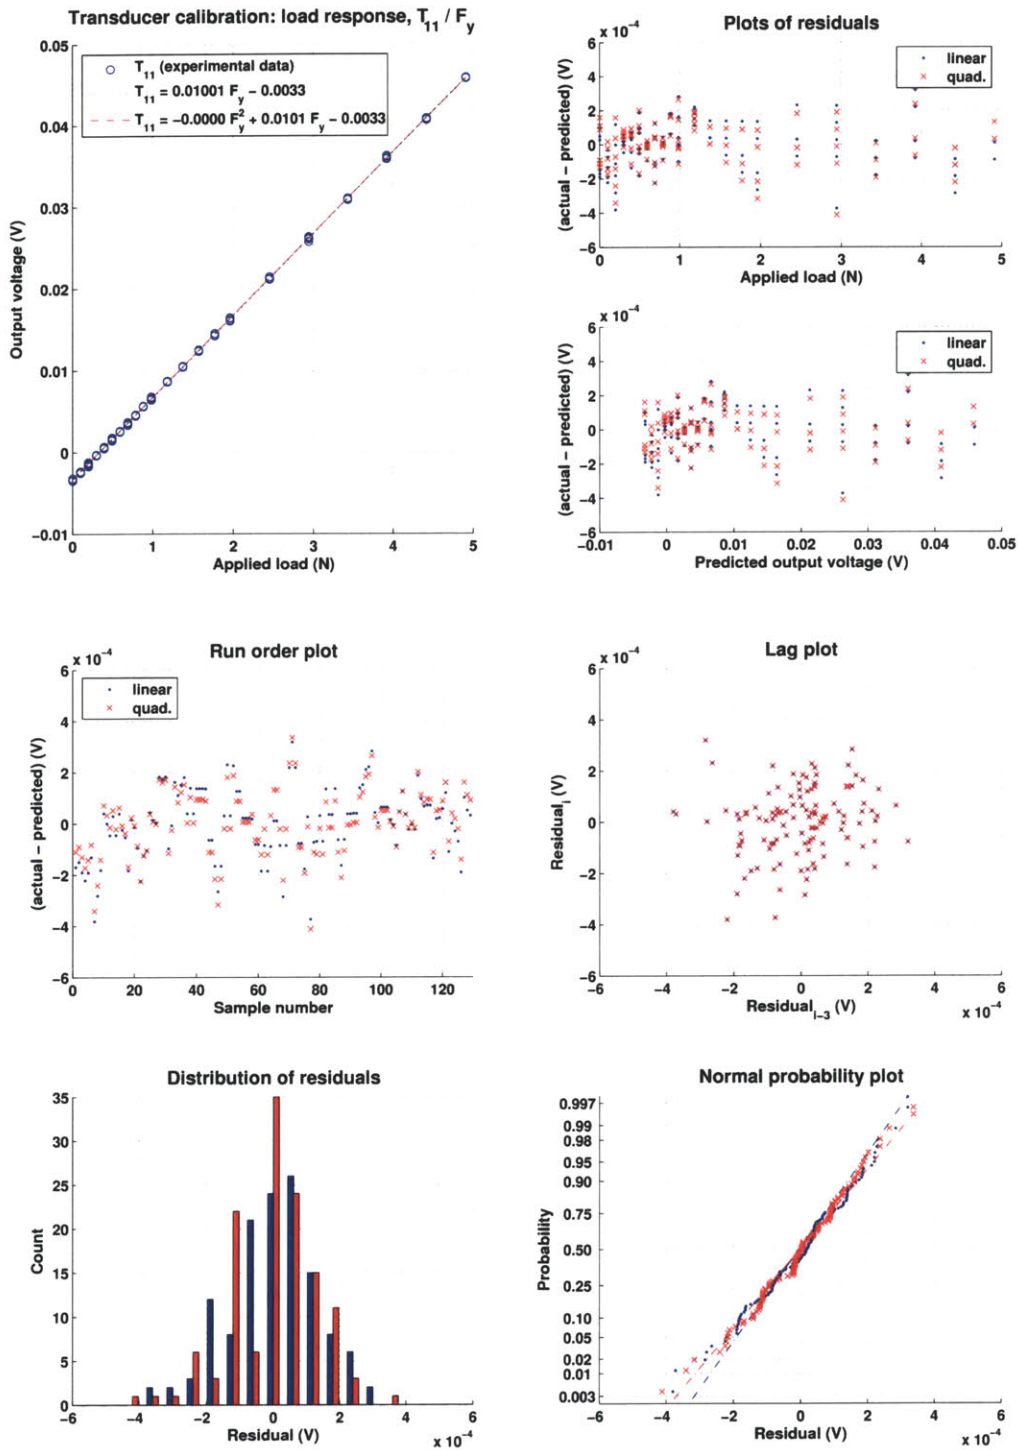 Transducer calibration: load response, T11 / Fy
0.05
0.04
0.03
0.02
0.01
0
−0.01
Output voltage (V)
T11 (experimental data)
T11 = 0.01001 Fy − 0.0033
T11 = −0.0000 Fy² + 0.0101 Fy − 0.0033
0 1 2 3 4 5
Applied load (N)
Plots of residuals
x 10⁻⁴
6
4
2
0
−2
−4
−6
(actual − predicted) (V)
linear
quad.
0 1 2 3 4 5
Applied load (N)
x 10⁻⁴
6
4
2
0
−2
−4
−6
(actual − predicted) (V)
linear
quad.
−0.01 0 0.01 0.02 0.03 0.04 0.05
Predicted output voltage (V)
Run order plot
x 10⁻⁴
6
4
2
0
−2
−4
−6
(actual − predicted) (V)
linear
quad.
0 20 40 60 80 100 120
Sample number
Lag plot
x 10⁻⁴
6
4
2
0
−2
−4
−6
Residualᵢ (V)
−6 −4 −2 0 2 4 6
Residualᵢ₋₃ (V)
x 10⁻⁴
Distribution of residuals
35
30
25
20
15
10
5
0
Count
−6 −4 −2 0 2 4 6
Residual (V)
x 10⁻⁴
Normal probability plot
0.997
0.99
0.98
0.95
0.90
0.75
0.50
0.25
0.10
0.05
0.02
0.01
0.003
Probability
−6 −4 −2 0 2 4 6
Residual (V)
x 10⁻⁴